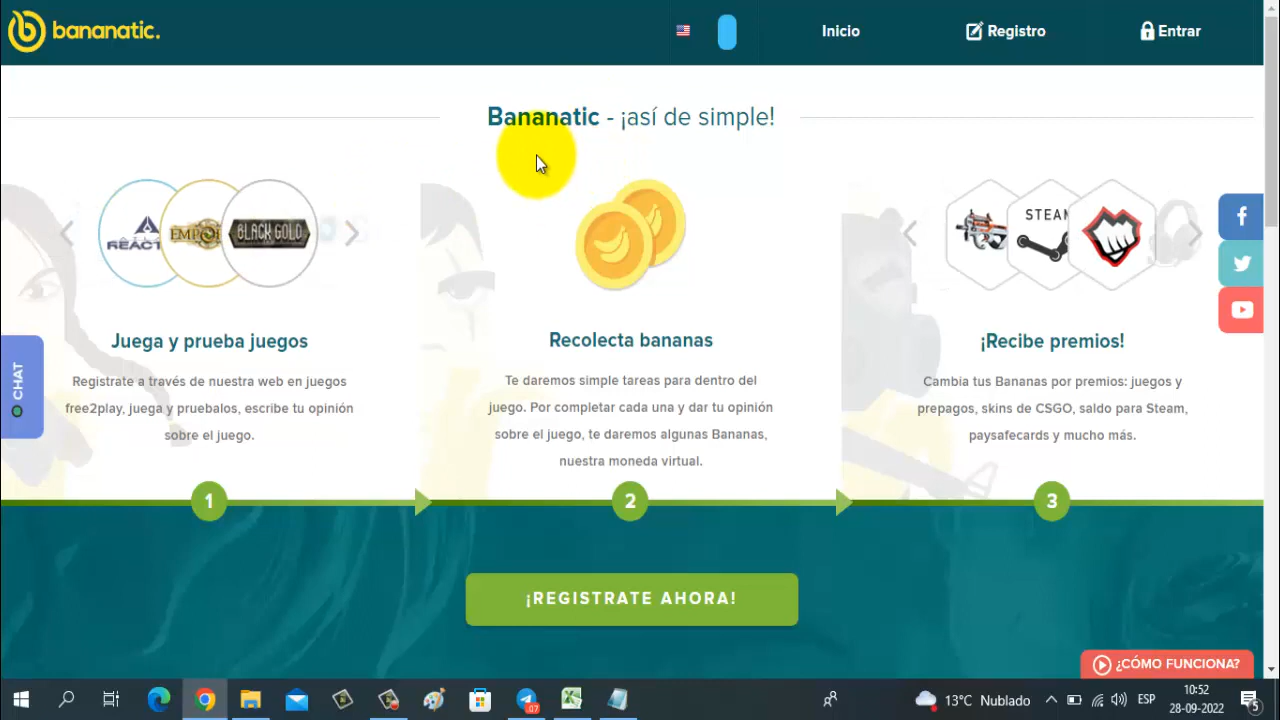 bananatic.
Inicio
Registro
Entrar
Bananatic - ¡así de simple!
REACT
EMPO
BLACK GOLD
STEAM
Juega y prueba juegos
Registrate a través de nuestra web en juegos
free2play, juega y pruebalos, escribe tu opinión
sobre el juego.
Recolecta bananas
Te daremos simple tareas para dentro del
juego. Por completar cada una y dar tu opinión
sobre el juego, te daremos algunas Bananas,
nuestra moneda virtual.
¡Recibe premios!
Cambia tus Bananas por premios: juegos y
prepagos, skins de CSGO, saldo para Steam,
paysafecards y mucho más.
CHAT
1
2
3
¡REGISTRATE AHORA!
¿CÓMO FUNCIONA?
07
13°C Nublado
ESP
10:52
28-09-2022
5